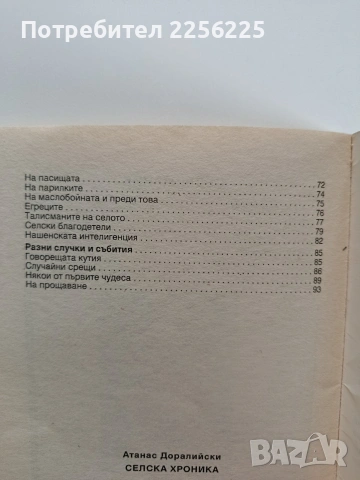 Потребител 2256225
На пасищата 72
На парилките 74
На маслобойната и преди това 75
Егреците 76
Талисманите на селото 77
Селски благодетели 79
Нашенската интелигенция 82
Разни случки и събития 85
Говорещата кутия 85
Случайни срещи 86
Някои от първите чудеса 89
На прощаване 93
Атанас Доралийски
СЕЛСКА ХРОНИКА
bazar
БГ